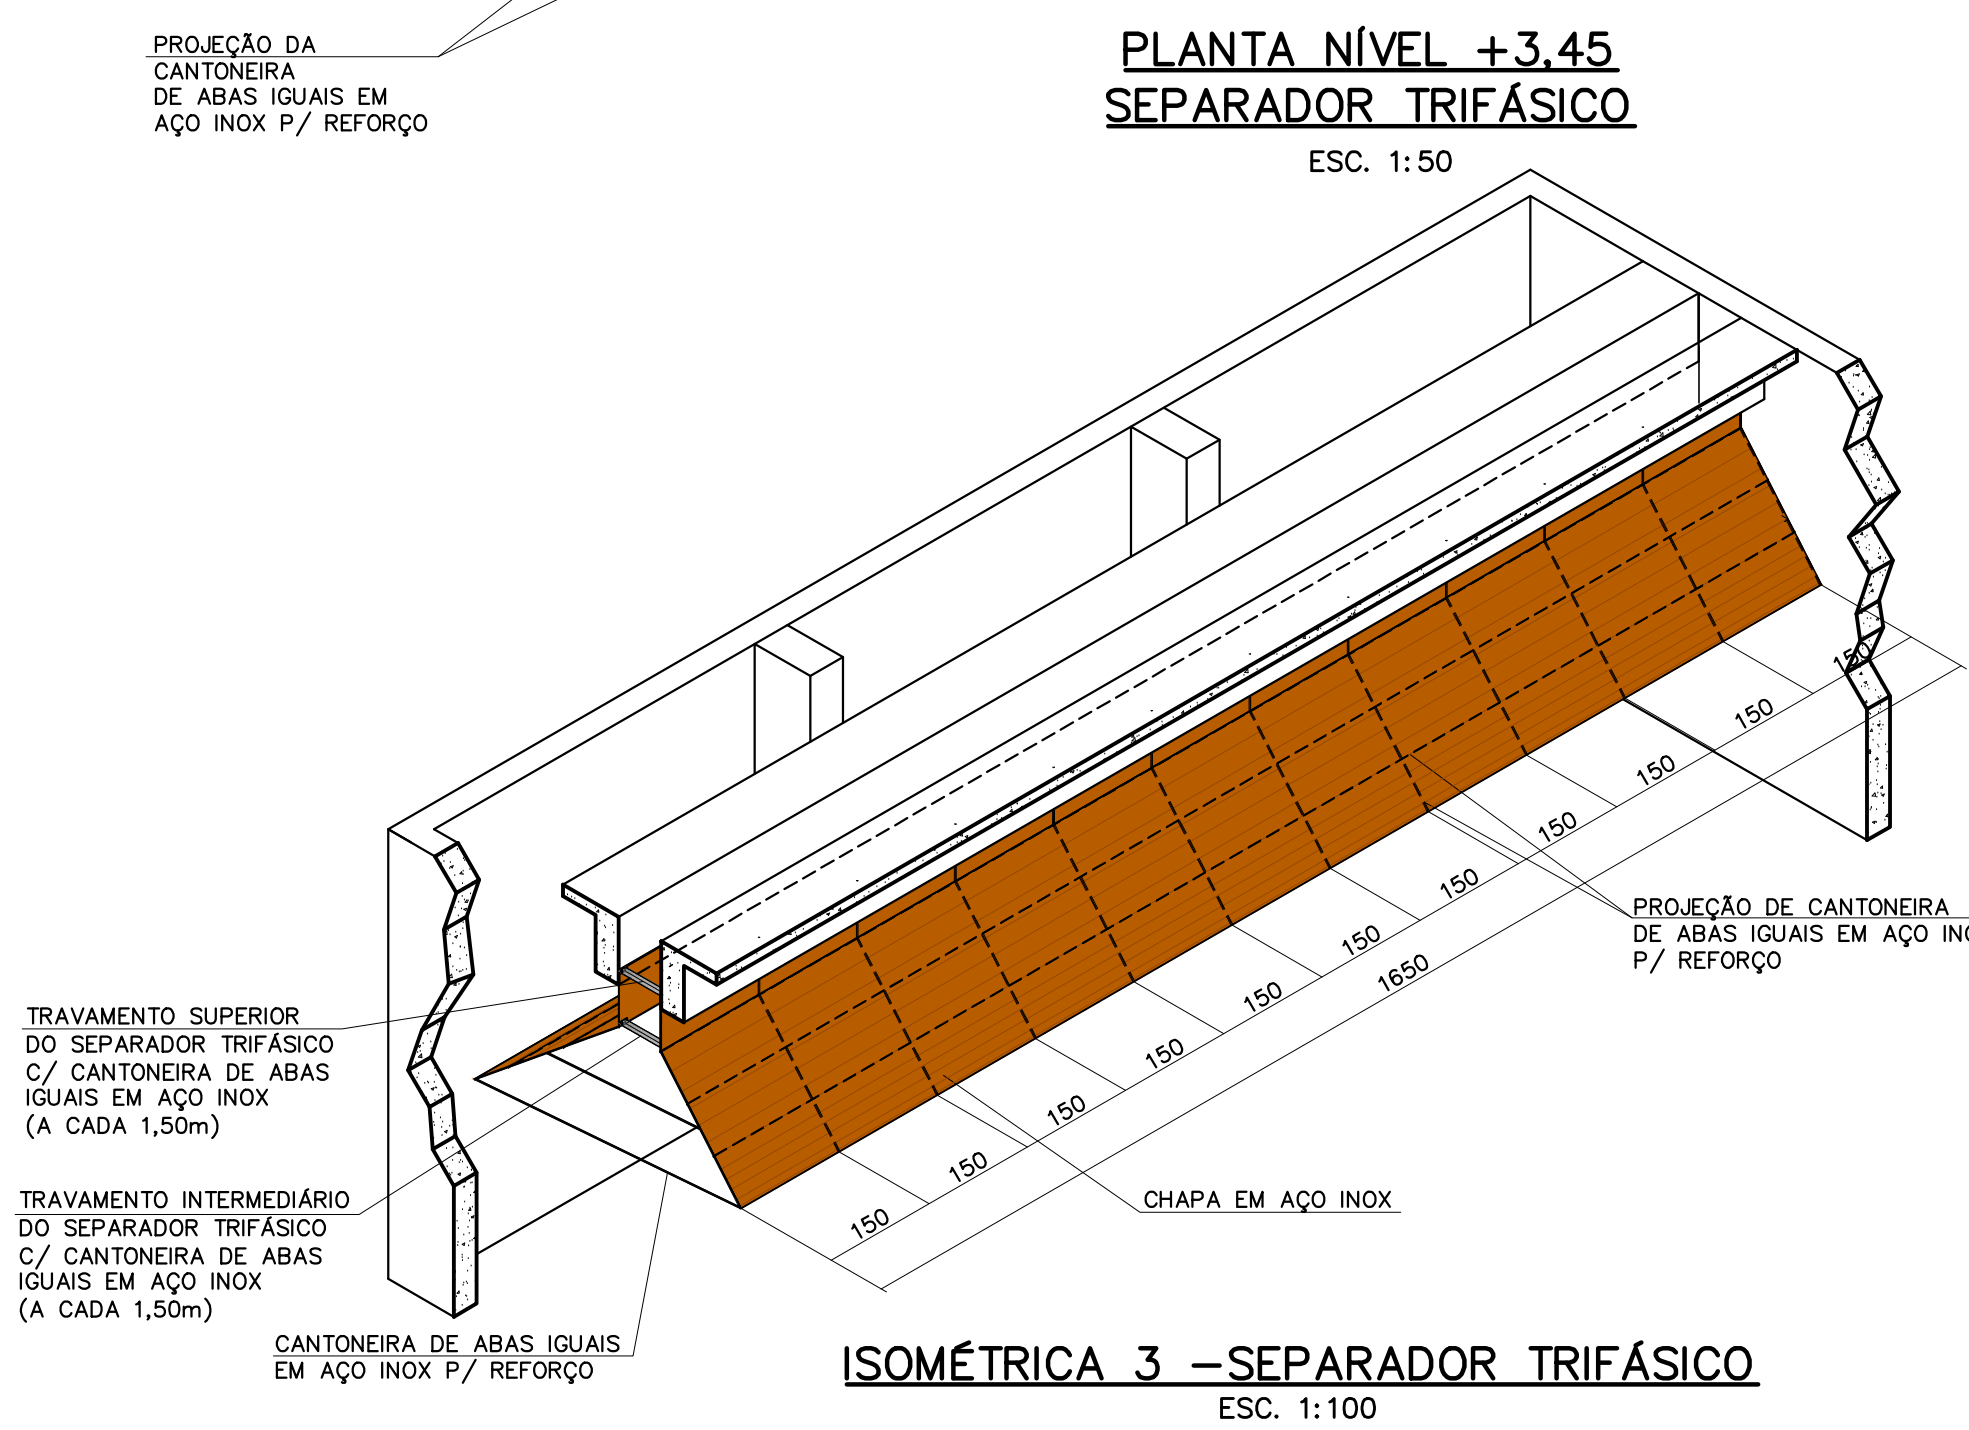 PROJEÇÃO DA
CANTONEIRA
DE ABAS IGUAIS EM
AÇO INOX P/ REFORÇO
PLANTA NÍVEL +3,45
SEPARADOR TRIFÁSICO
ESC. 1:50
150
150
150
150
150
150
150
150
150
150
150
1650
PROJEÇÃO DE CANTONEIRA
DE ABAS IGUAIS EM AÇO
P/ REFORÇO
TRAVAMENTO SUPERIOR
DO SEPARADOR TRIFÁSICO
C/ CANTONEIRA DE ABAS
IGUAIS EM AÇO INOX
(A CADA 1,50m)
TRAVAMENTO INTERMEDIÁRIO
DO SEPARADOR TRIFÁSICO
C/ CANTONEIRA DE ABAS
IGUAIS EM AÇO INOX
(A CADA 1,50m)
CHAPA EM AÇO INOX
CANTONEIRA DE ABAS IGUAIS
EM AÇO INOX P/ REFORÇO
ISOMÉTRICA 3 –SEPARADOR TRIFÁSICO
ESC. 1:100